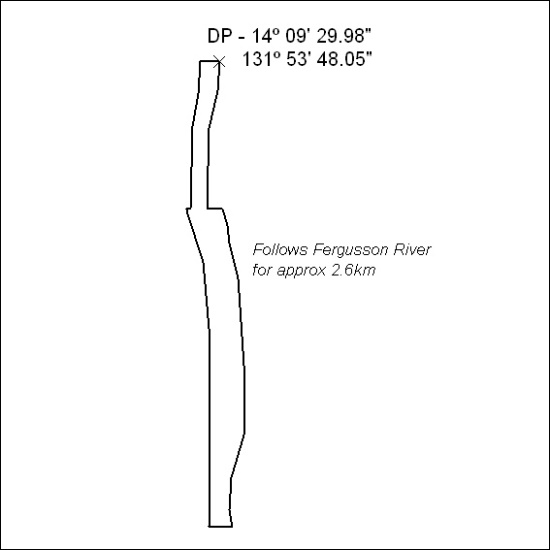 DP - 14º 09' 29.98"
131º 53' 48.05"
Follows Fergusson River
for approx 2.6km